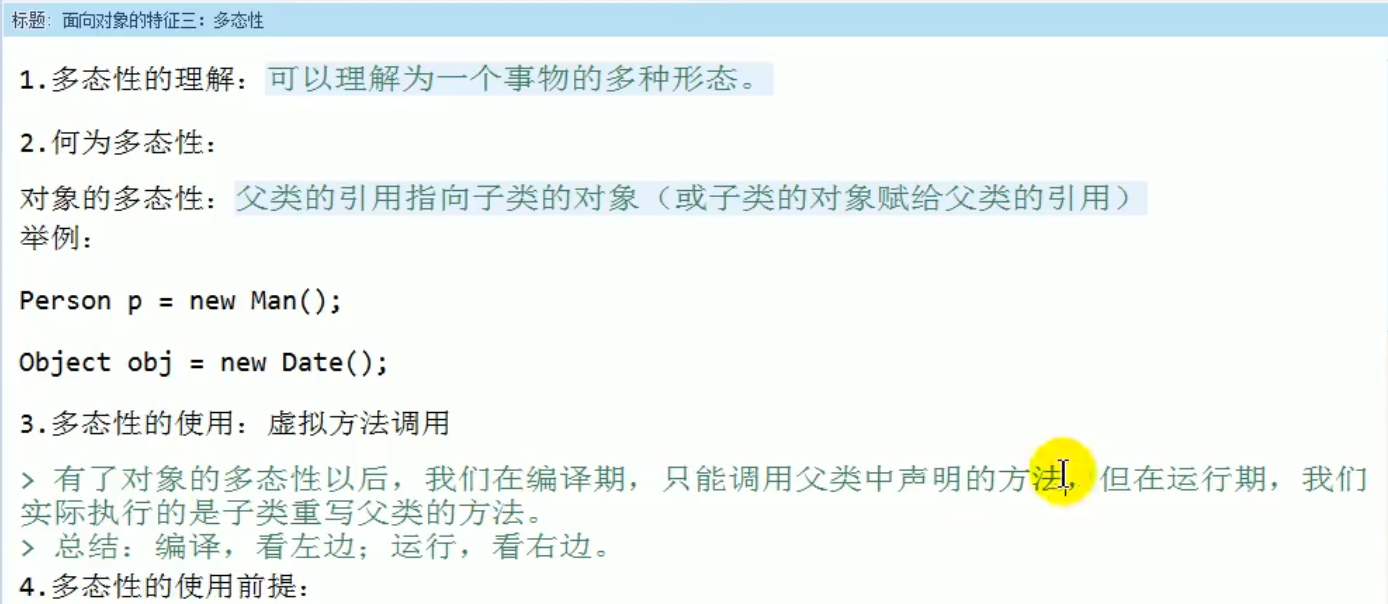 标题: 面向对象的特征三：多态性
1.多态性的理解：可以理解为一个事物的多种形态。
2.何为多态性：
对象的多态性：父类的引用指向子类的对象（或子类的对象赋给父类的引用）
举例：
Person p = new Man();
Object obj = new Date();
3.多态性的使用：虚拟方法调用
> 有了对象的多态性以后，我们在编译期，只能调用父类中声明的方法，但在运行期，我们
实际执行的是子类重写父类的方法。
> 总结：编译，看左边；运行，看右边。
4.多态性的使用前提：